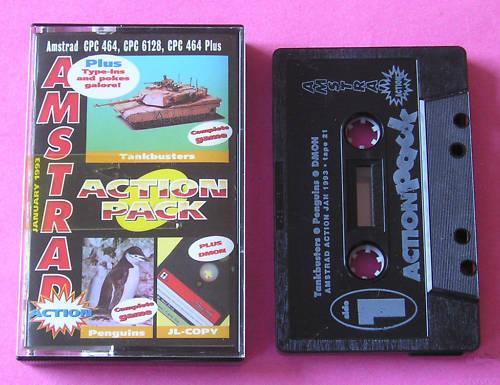 Amstrad CPC 464, CPC 6128, CPC 464 Plus
AMSTRAD
ACTION
JANUARY 1993
Plus
Type-ins
and pokes
galore!
Complete
game
Tankbusters
ACTION
PACK
Complete
game
Penguins
PLUS
DMON
JL-COPY
AMSTRAD
ACTION
ACTION PACK
Tankbusters Penguins DMON
AMSTRAD ACTION JAN 1993 • tape 21
side
1